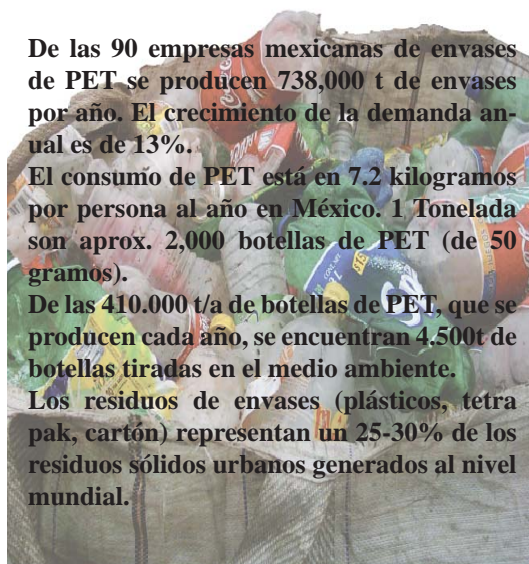 De las 90 empresas mexicanas de envases
de PET se producen 738,000 t de envases
por año. El crecimiento de la demanda an-
ual es de 13%.
El consumo de PET está en 7.2 kilogramos
por persona al año en México. 1 Tonelada
son aprox. 2,000 botellas de PET (de 50
gramos).
De las 410.000 t/a de botellas de PET, que se
producen cada año, se encuentran 4.500t de
botellas tiradas en el medio ambiente.
Los residuos de envases (plásticos, tetra
pak, cartón) representan un 25-30% de los
residuos sólidos urbanos generados al nivel
mundial.